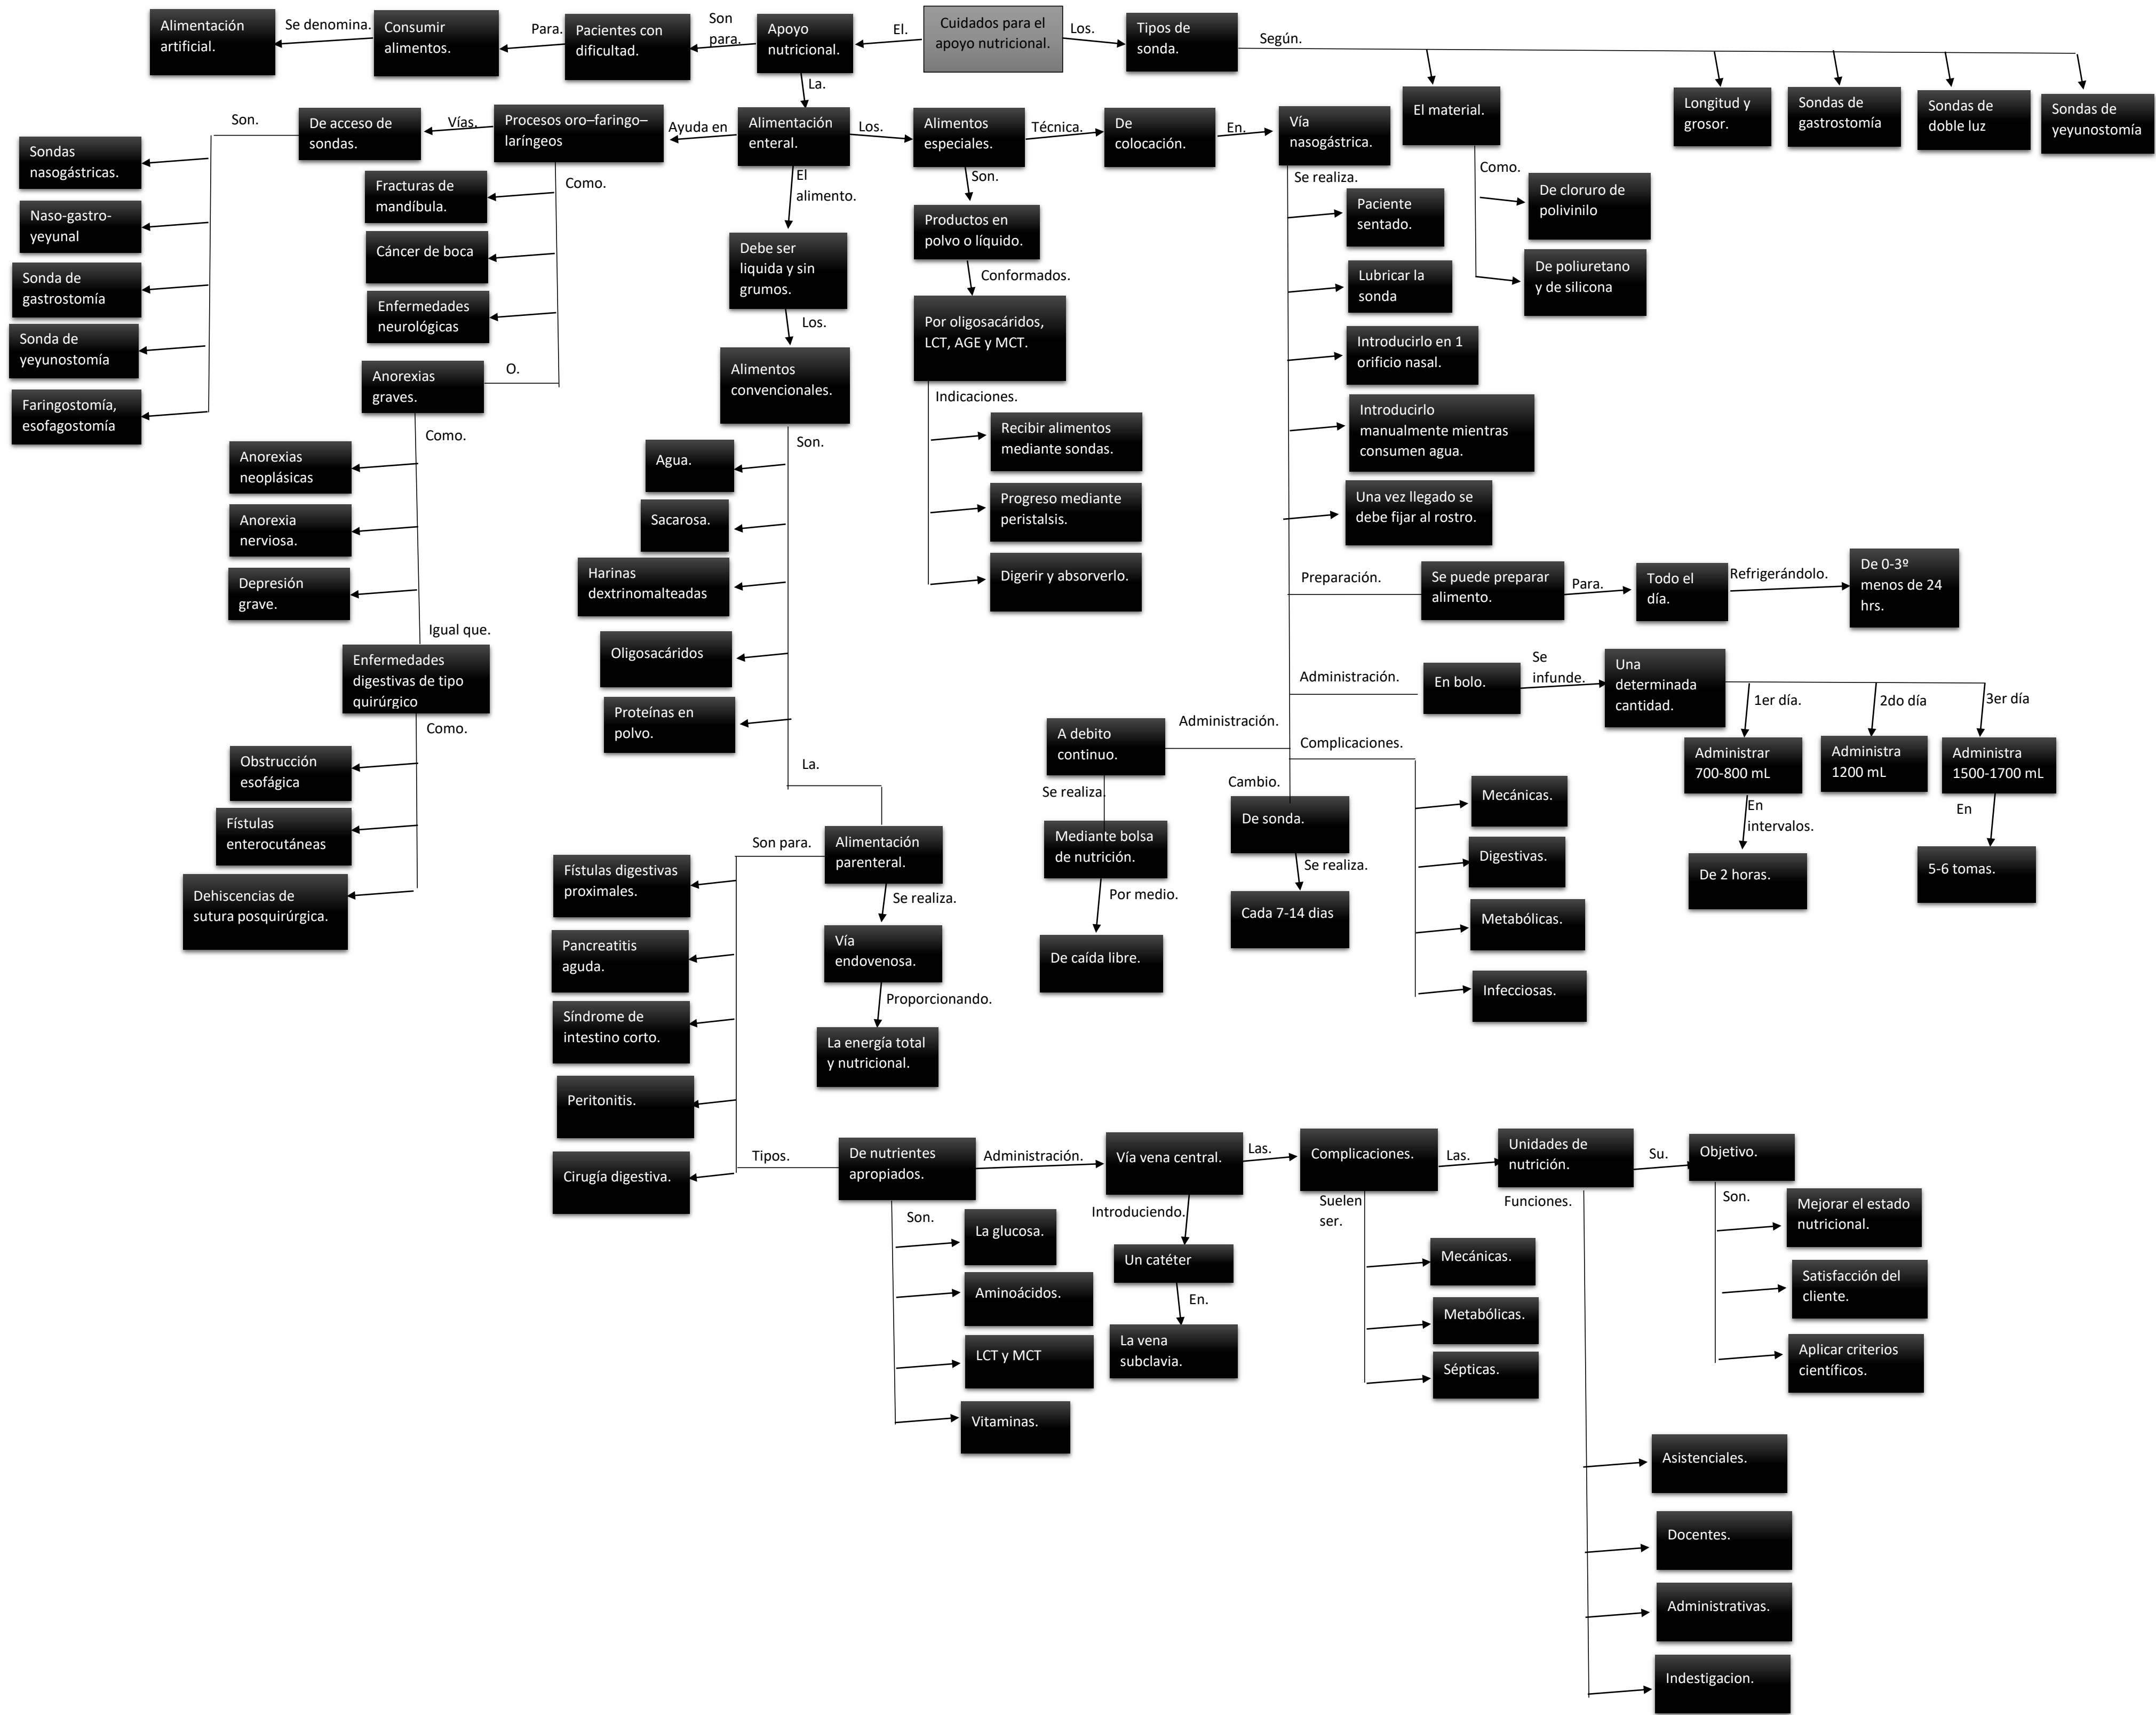 Cuidados para el
apoyo nutricional.
El.
Los.
Apoyo
nutricional.
Son
para.
Pacientes con
dificultad.
Para.
Consumir
alimentos.
Se denomina.
Alimentación
artificial.
Tipos de
sonda.
Según.
El material.
Longitud y
grosor.
Sondas de
gastrostomía
Sondas de
doble luz
Sondas de
yeyunostomía
Como.
De cloruro de
polivinilo
De poliuretano
y de silicona
La.
Alimentación
enteral.
Ayuda en
Procesos oro–faringo–
laríngeos
Vías.
De acceso de
sondas.
Son.
Sondas
nasogástricas.
Naso-gastro-
yeyunal
Sonda de
gastrostomía
Sonda de
yeyunostomía
Faringostomía,
esofagostomía
Como.
Fracturas de
mandíbula.
Cáncer de boca
Enfermedades
neurológicas
O.
Anorexias
graves.
Como.
Anorexias
neoplásicas
Anorexia
nerviosa.
Depresión
grave.
Igual que.
Enfermedades
digestivas de tipo
quirúrgico
Como.
Obstrucción
esofágica
Fístulas
enterocutáneas
Dehiscencias de
sutura posquirúrgica.
El
alimento.
Debe ser
liquida y sin
grumos.
Los.
Alimentos
convencionales.
Son.
Agua.
Sacarosa.
Harinas
dextrinomalteadas
Oligosacáridos
Proteínas en
polvo.
La.
Los.
Alimentos
especiales.
Son.
Productos en
polvo o líquido.
Conformados.
Por oligosacáridos,
LCT, AGE y MCT.
Indicaciones.
Recibir alimentos
mediante sondas.
Progreso mediante
peristalsis.
Digerir y absorverlo.
Técnica.
De
colocación.
En.
Vía
nasogástrica.
Se realiza.
Paciente
sentado.
Lubricar la
sonda
Introducirlo en 1
orificio nasal.
Introducirlo
manualmente mientras
consumen agua.
Una vez llegado se
debe fijar al rostro.
Preparación.
Se puede preparar
alimento.
Para.
Todo el
día.
Refrigerándolo.
De 0-3º
menos de 24
hrs.
Administración.
En bolo.
Se
infunde.
Una
determinada
cantidad.
1er día.
2do día
3er día
Administrar
700-800 mL
Administra
1200 mL
Administra
1500-1700 mL
En
intervalos.
De 2 horas.
En
5-6 tomas.
Administración.
A debito
continuo.
Se realiza.
Mediante bolsa
de nutrición.
Por medio.
De caída libre.
Complicaciones.
Mecánicas.
Digestivas.
Metabólicas.
Infecciosas.
Cambio.
De sonda.
Se realiza.
Cada 7-14 dias
Alimentación
parenteral.
Son para.
Fístulas digestivas
proximales.
Pancreatitis
aguda.
Síndrome de
intestino corto.
Peritonitis.
Cirugía digestiva.
Se realiza.
Vía
endovenosa.
Proporcionando.
La energía total
y nutricional.
Tipos.
De nutrientes
apropiados.
Son.
La glucosa.
Aminoácidos.
LCT y MCT
Vitaminas.
Administración.
Vía vena central.
Introduciendo.
Un catéter
En.
La vena
subclavia.
Las.
Complicaciones.
Suelen
ser.
Mecánicas.
Metabólicas.
Sépticas.
Las.
Unidades de
nutrición.
Funciones.
Asistenciales.
Docentes.
Administrativas.
Indestigacion.
Su.
Objetivo.
Son.
Mejorar el estado
nutricional.
Satisfacción del
cliente.
Aplicar criterios
científicos.